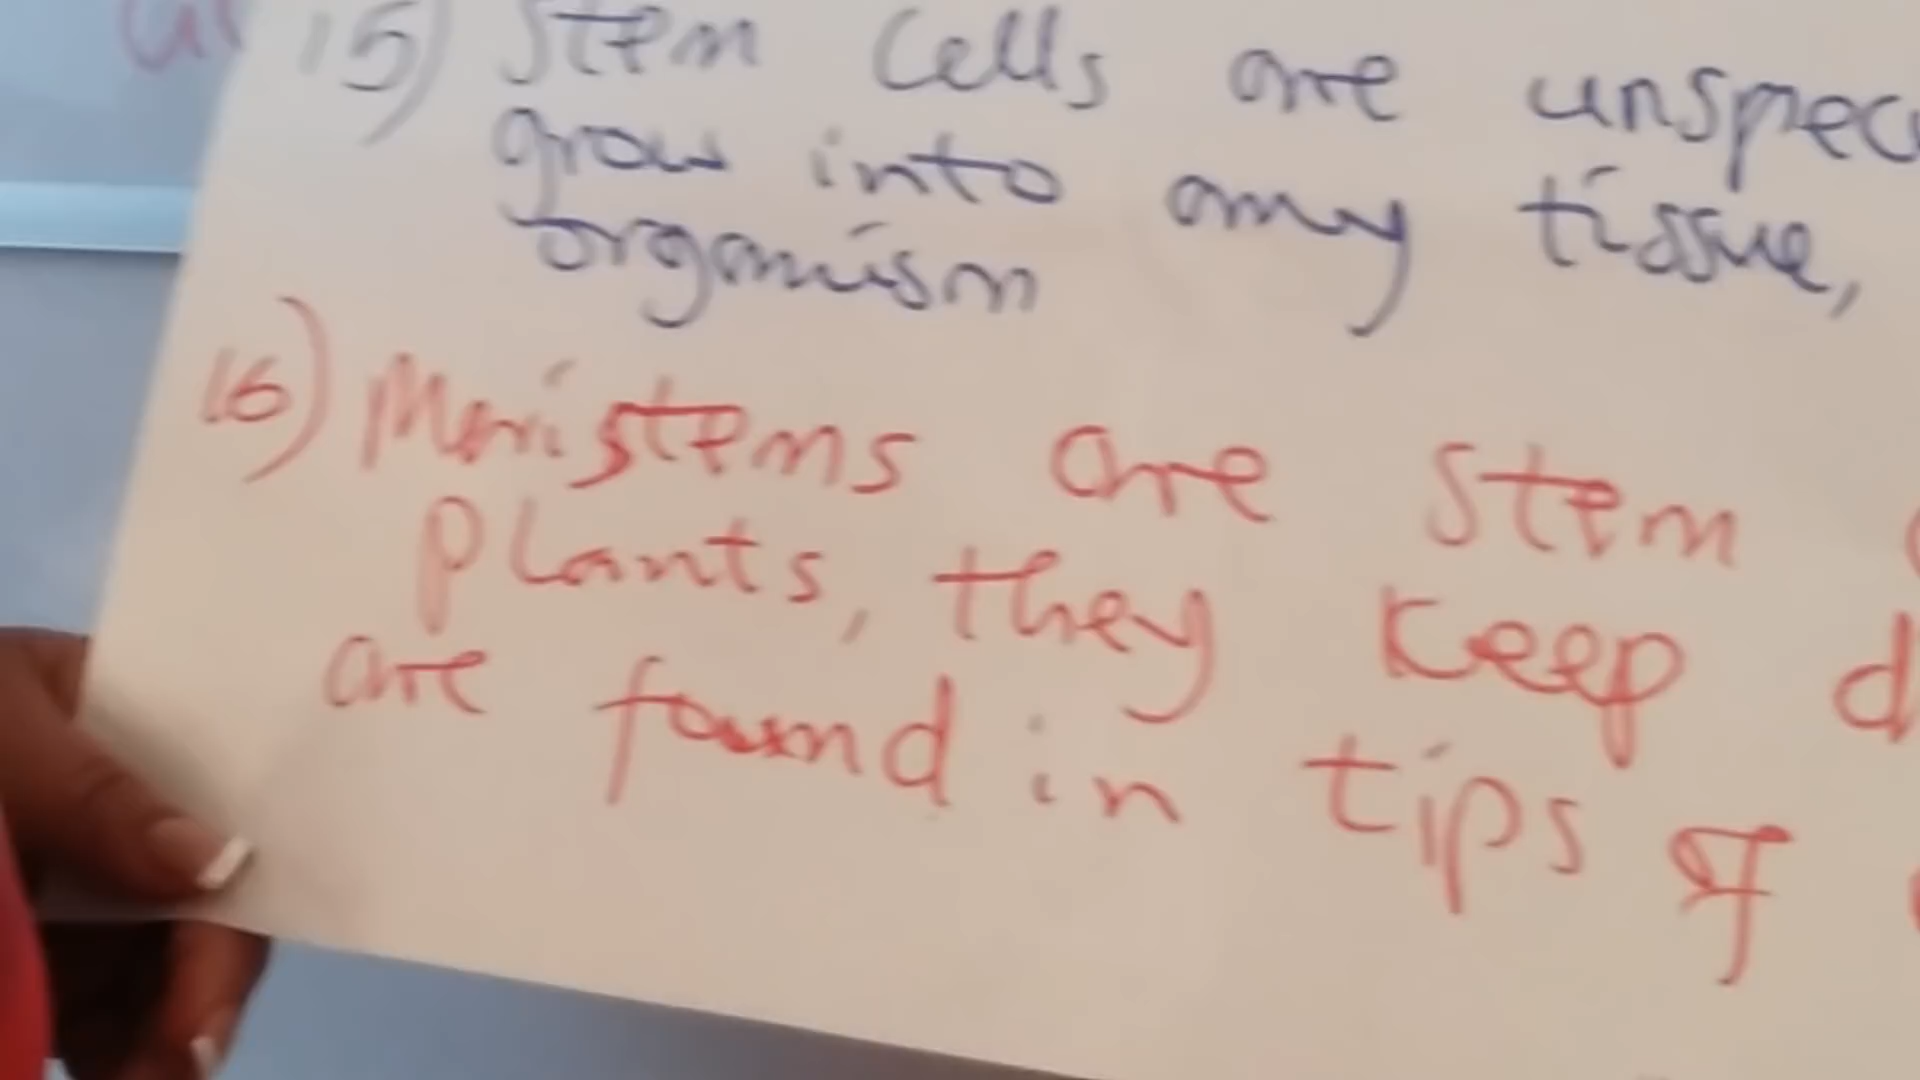 15) Stem cells are unspec
grow into any tissue,
organism
16) Meristems are stem
plants, they keep d
are found in tips of